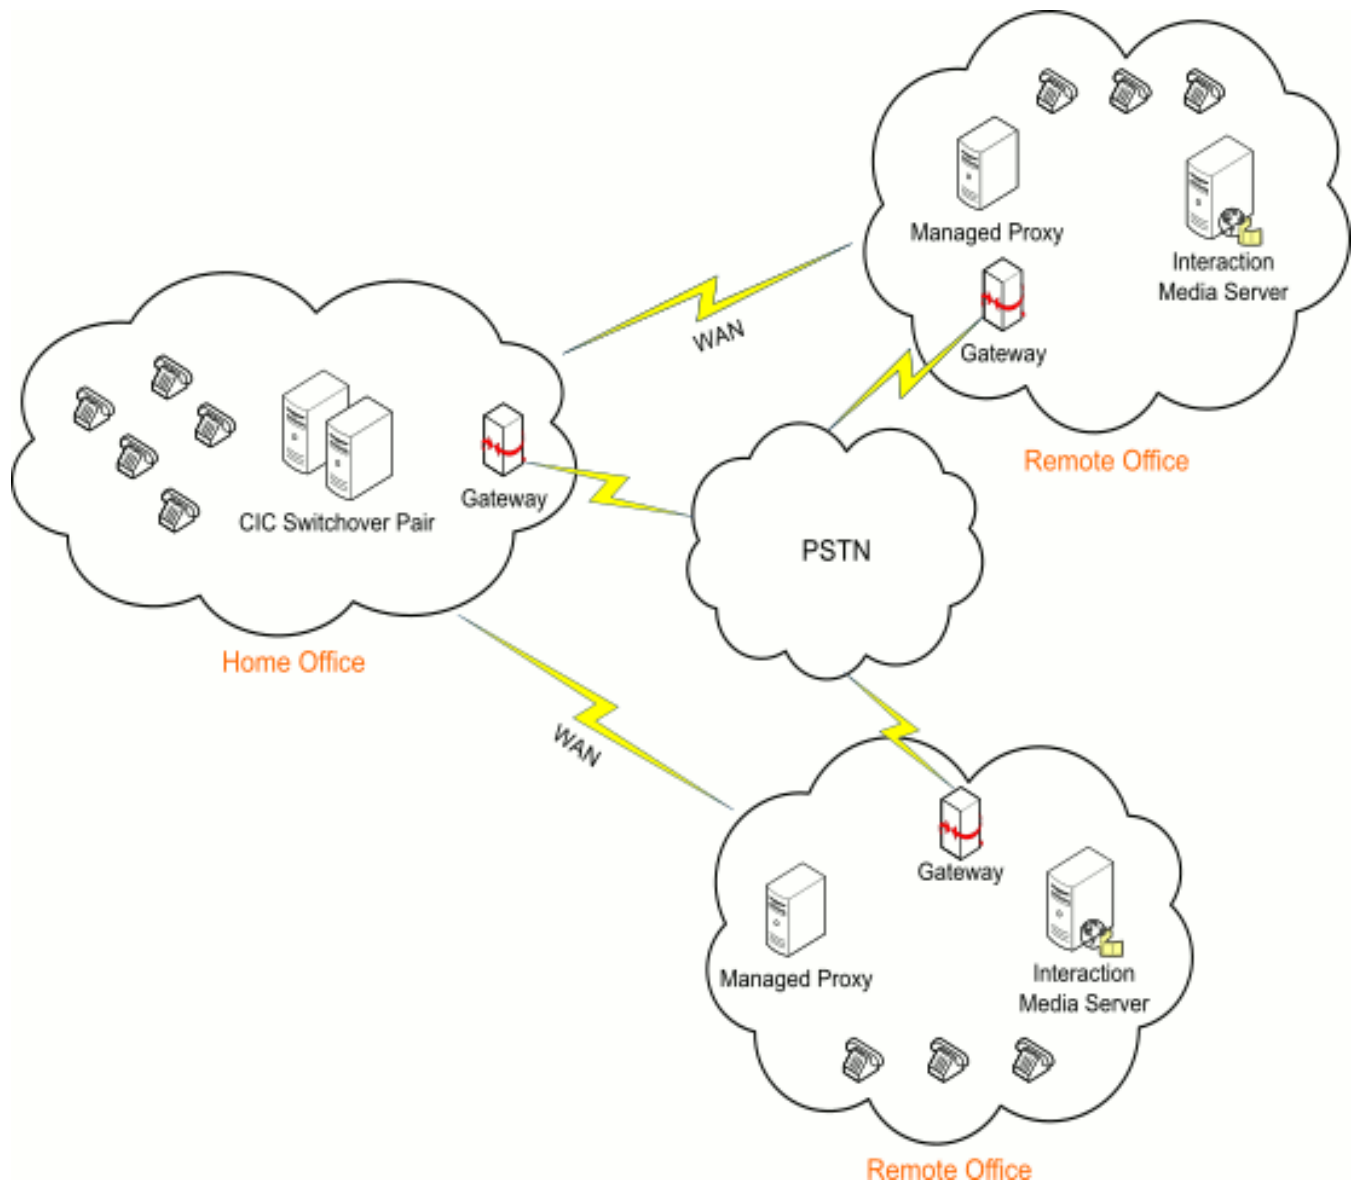 Managed Proxy
Interaction
Media Server
Gateway
Remote Office
WAN
CIC Switchover Pair
Gateway
Home Office
PSTN
WAN
Gateway
Managed Proxy
Interaction
Media Server
Remote Office